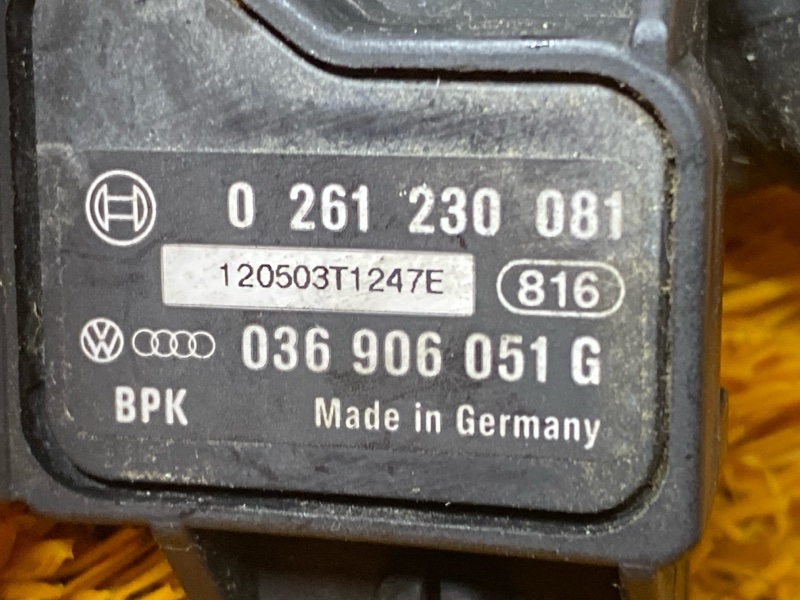 0 261 230 081
120503T1247E 816
036 906 051 G
BPK Made in Germany